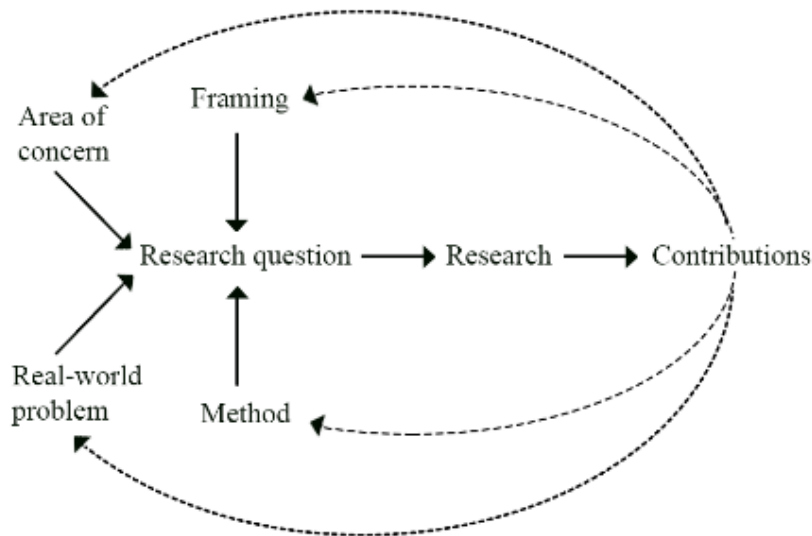 Framing
Area of
concern
Research question
Research
Contributions
Real-world
problem
Method